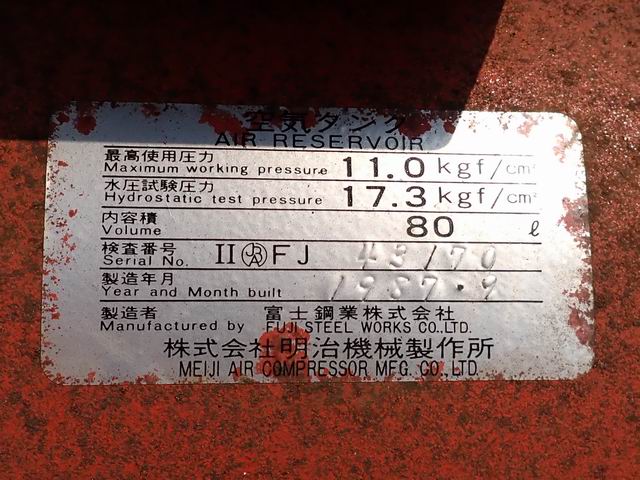 空気タンク
AIR RESERVOIR
最高使用圧力
Maximum working pressure 11.0 kgf/cm²
水圧試験圧力
Hydrostatic test pressure 17.3 kgf/cm²
内容積
Volume 80 ℓ
検査番号
Serial No. II FJ 43170
製造年月
Year and Month built 1987.9
製造者 富士鋼業株式会社
Manufactured by FUJI STEEL WORKS CO.,LTD.
株式会社明治機械製作所
MEIJI AIR COMPRESSOR MFG. CO.,LTD